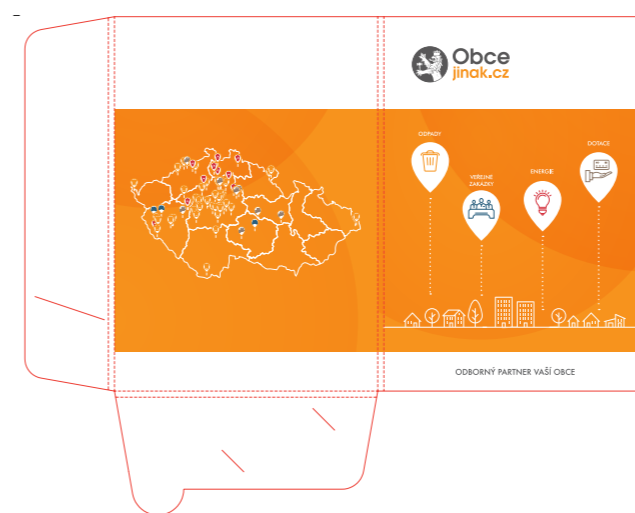 Obce
jinak.cz
ODPADY
VEŘEJNÉ
ZAKÁZKY
ENERGIE
DOTACE
ODBORNÝ PARTNER VAŠÍ OBCE